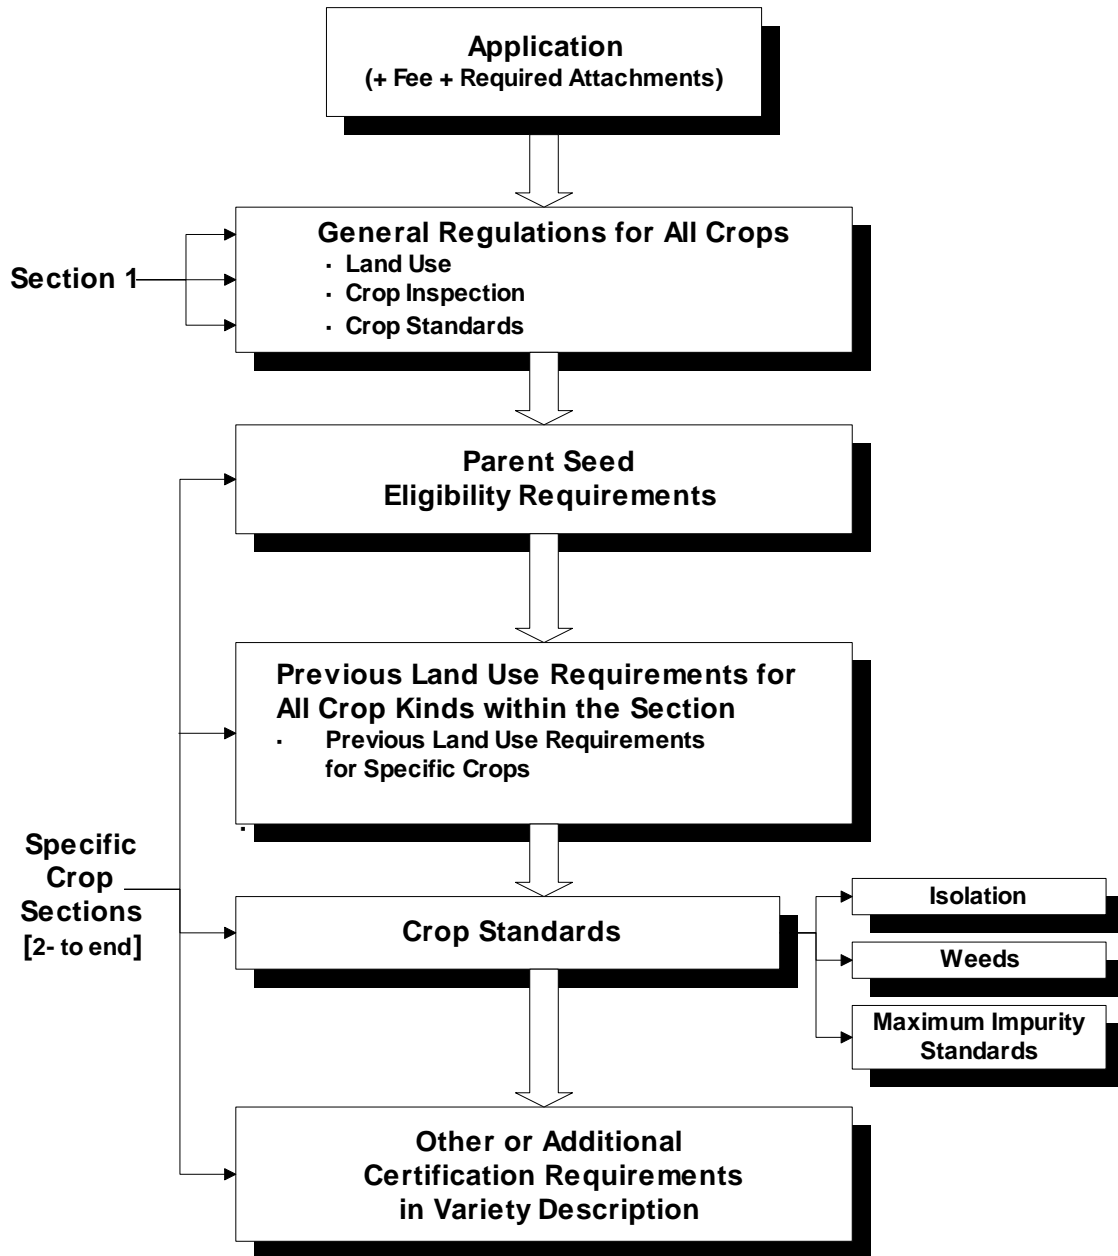 Application
(+ Fee + Required Attachments)
General Regulations for All Crops
· Land Use
· Crop Inspection
· Crop Standards
Section 1
Parent Seed
Eligibility Requirements
Previous Land Use Requirements for
All Crop Kinds within the Section
· Previous Land Use Requirements
for Specific Crops
Specific
Crop
Sections
[2- to end]
Crop Standards
Isolation
Weeds
Maximum Impurity
Standards
Other or Additional
Certification Requirements
in Variety Description